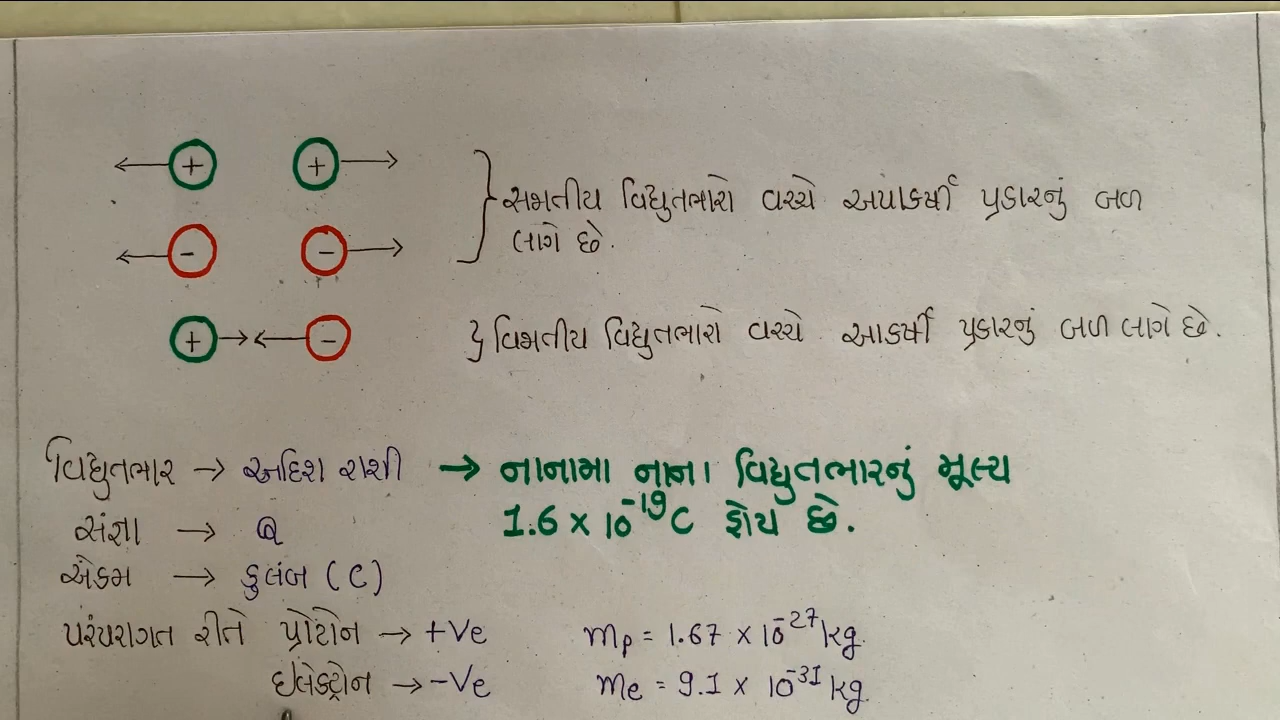 + +
સમતીય વિદ્યુતભારો વચ્ચે અપાકર્ષી પ્રકારનું બળ
લાગે છે.
- -
+ -
વિમતીય વિદ્યુતભારો વચ્ચે આકર્ષી પ્રકારનું બળ લાગે છે.
વિદ્યુતભાર → અદિશ રાશી → નાનામા નાના વિદ્યુતભારનું મૂલ્ય
1.6 × 10⁻¹⁹ C હોય છે.
સંજ્ઞા → Q
એકમ → કુલંબ (C)
પરંપરાગત રીતે પ્રોટોન → +Ve mp = 1.67 × 10⁻²⁷ kg.
ઇલેક્ટ્રોન → -Ve me = 9.1 × 10⁻³¹ kg.